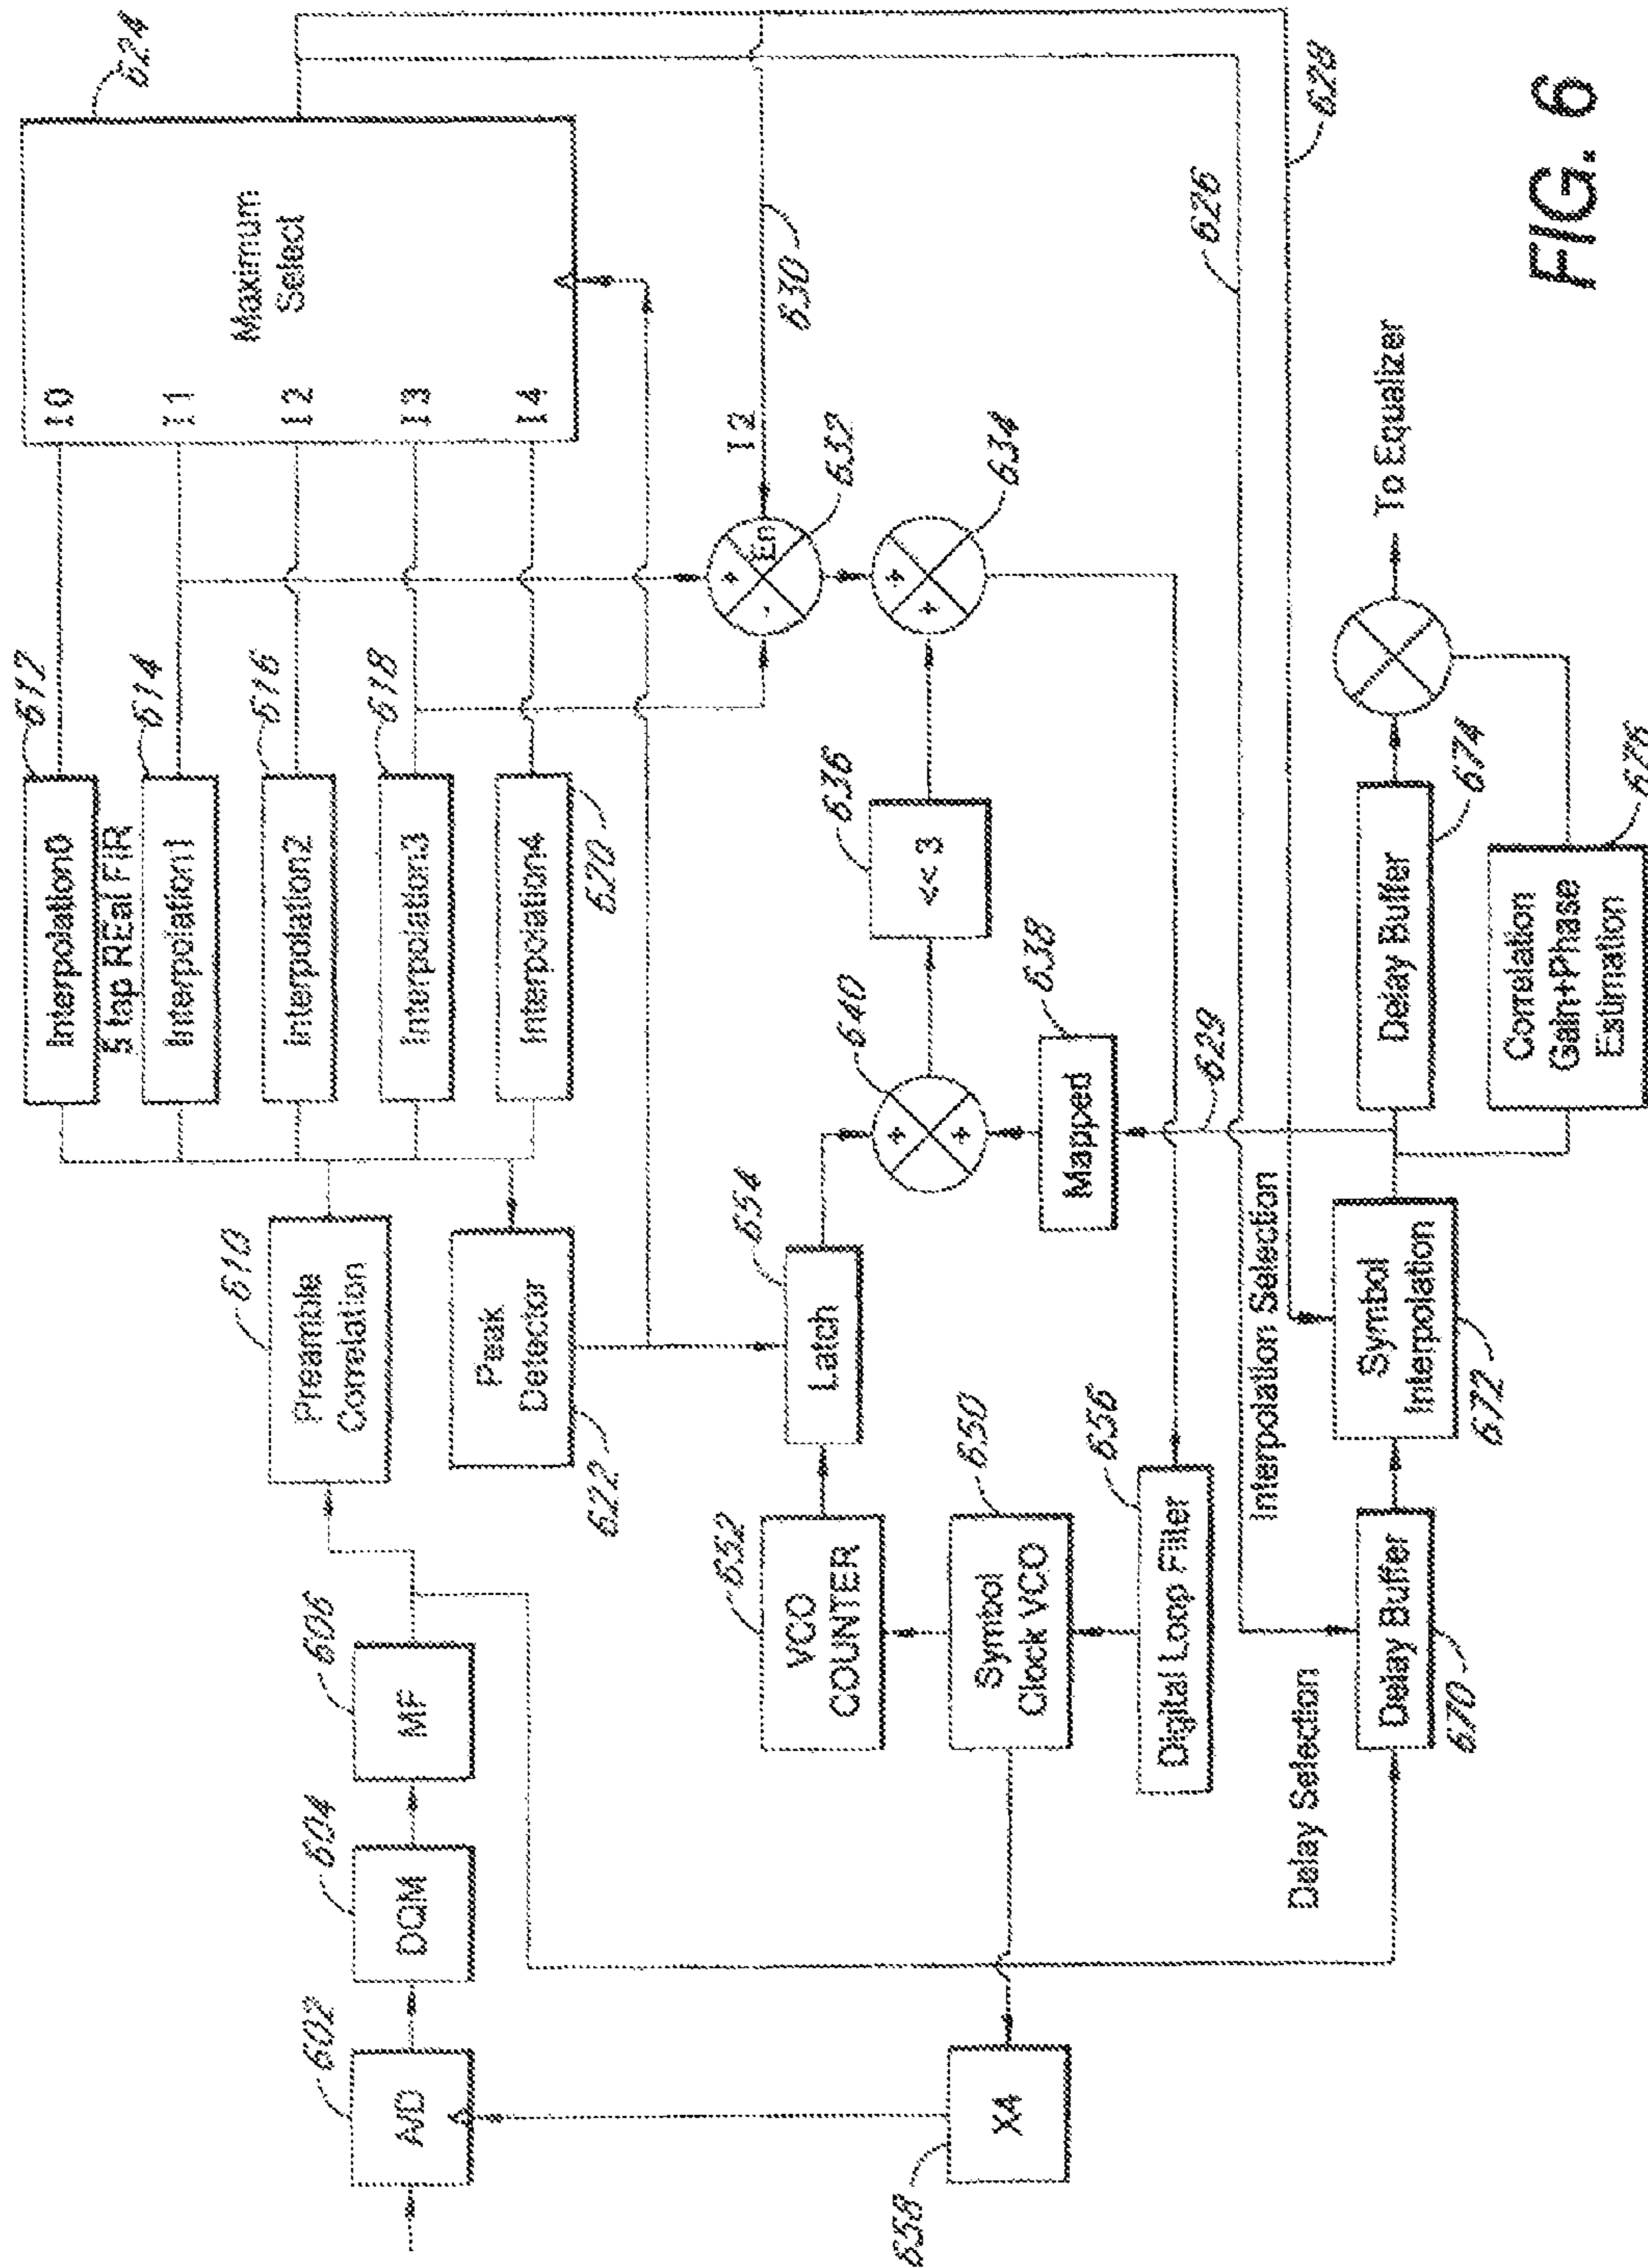 602
A/D
604
DQM
606
MF
610
Preamble
Correlation
612
Interpolation0
5 tap REal FIR
614
Interpolation1
616
Interpolation2
618
Interpolation3
620
Interpolation4
622
Peak
Detector
624
Maximum
Select
I0
I1
I2
I3
I4
630
I2
+
En
-
632
+
+
634
636
<< 3
640
+
+
638
Mapped
629
654
Latch
652
VCO
COUNTER
650
Symbol
Clock VCO
656
Digital Loop Filler
658
X4
626
628
Interpolation Selection
Delay Selection
Delay Buffer
670
Symbol
Interpolation
672
Delay Buffer
674
Correlation
Gain+Phase
Estimation
676
To Equalizer
FIG. 6